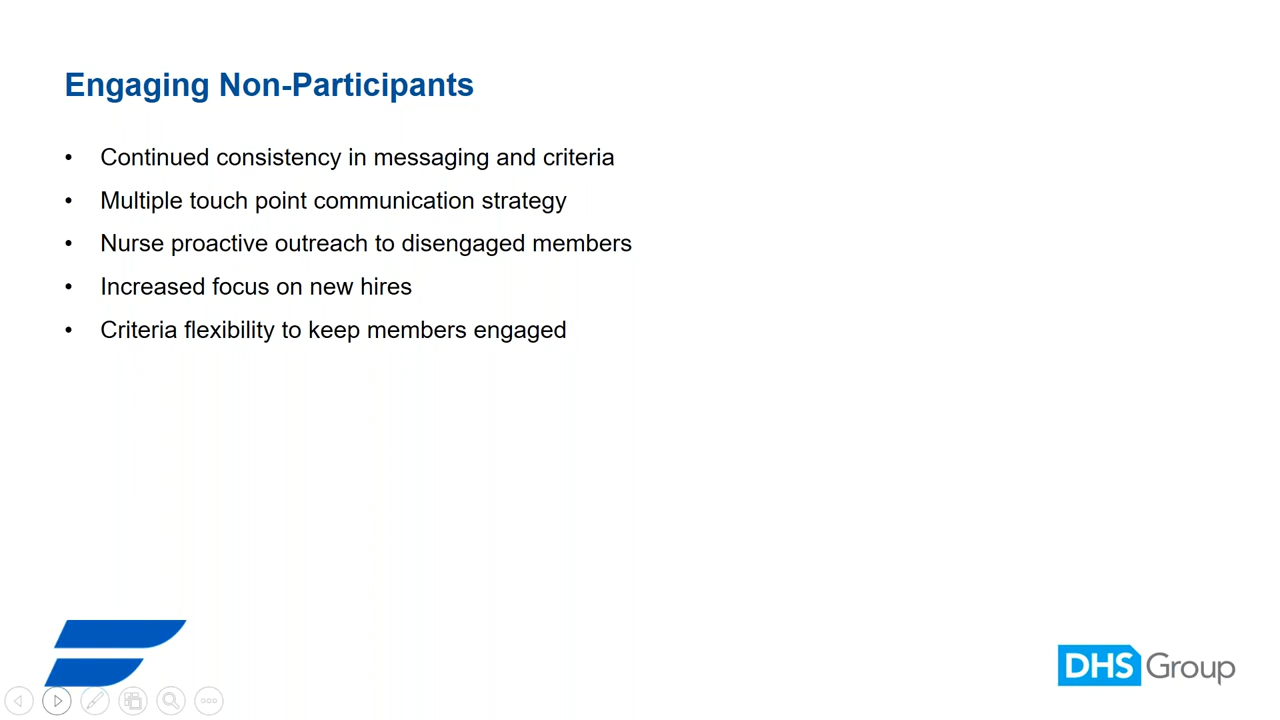 Engaging Non-Participants
• Continued consistency in messaging and criteria
• Multiple touch point communication strategy
• Nurse proactive outreach to disengaged members
• Increased focus on new hires
• Criteria flexibility to keep members engaged
DHS Group